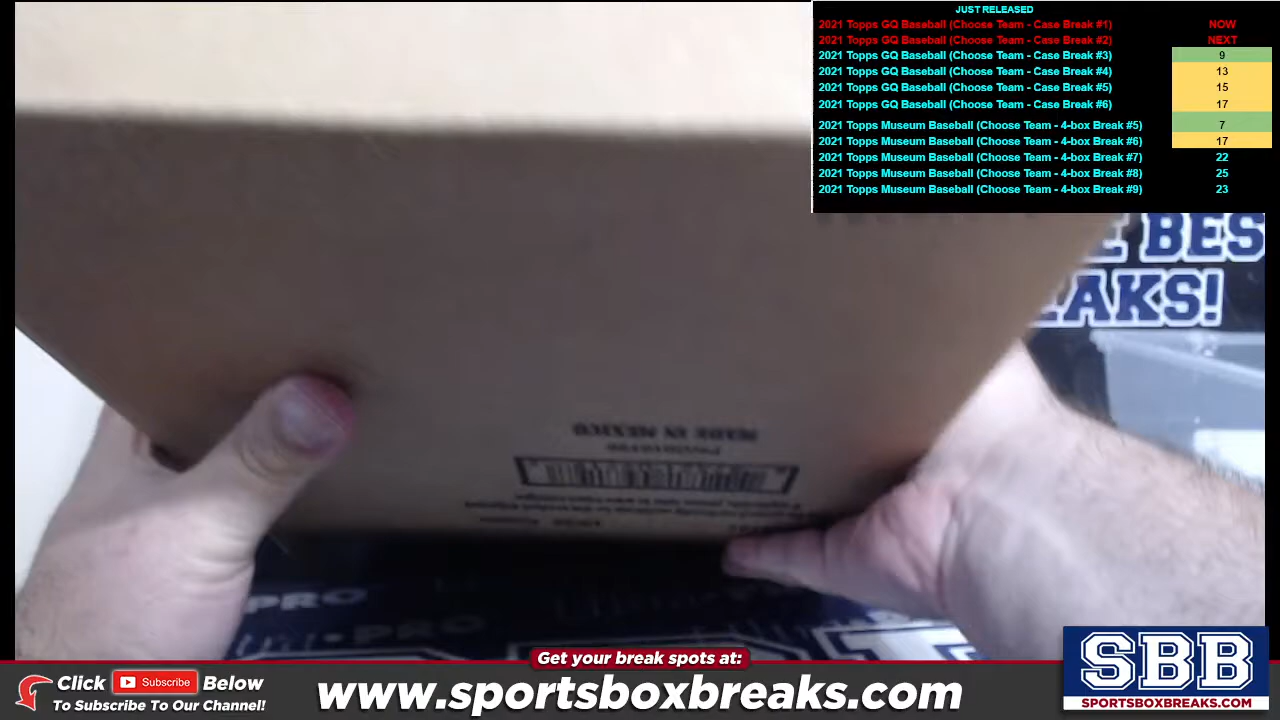 JUST RELEASED
2021 Topps GQ Baseball (Choose Team - Case Break #1) NOW
2021 Topps GQ Baseball (Choose Team - Case Break #2) NEXT
2021 Topps GQ Baseball (Choose Team - Case Break #3) 9
2021 Topps GQ Baseball (Choose Team - Case Break #4) 13
2021 Topps GQ Baseball (Choose Team - Case Break #5) 15
2021 Topps GQ Baseball (Choose Team - Case Break #6) 17
2021 Topps Museum Baseball (Choose Team - 4-box Break #5) 7
2021 Topps Museum Baseball (Choose Team - 4-box Break #6) 17
2021 Topps Museum Baseball (Choose Team - 4-box Break #7) 22
2021 Topps Museum Baseball (Choose Team - 4-box Break #8) 25
2021 Topps Museum Baseball (Choose Team - 4-box Break #9) 23
E BES
AKS!
MADE IN MEXICO
PRO
PRO
Get your break spots at:
Click Subscribe Below
To Subscribe To Our Channel!
www.sportsboxbreaks.com
SBB
SPORTSBOXBREAKS.COM